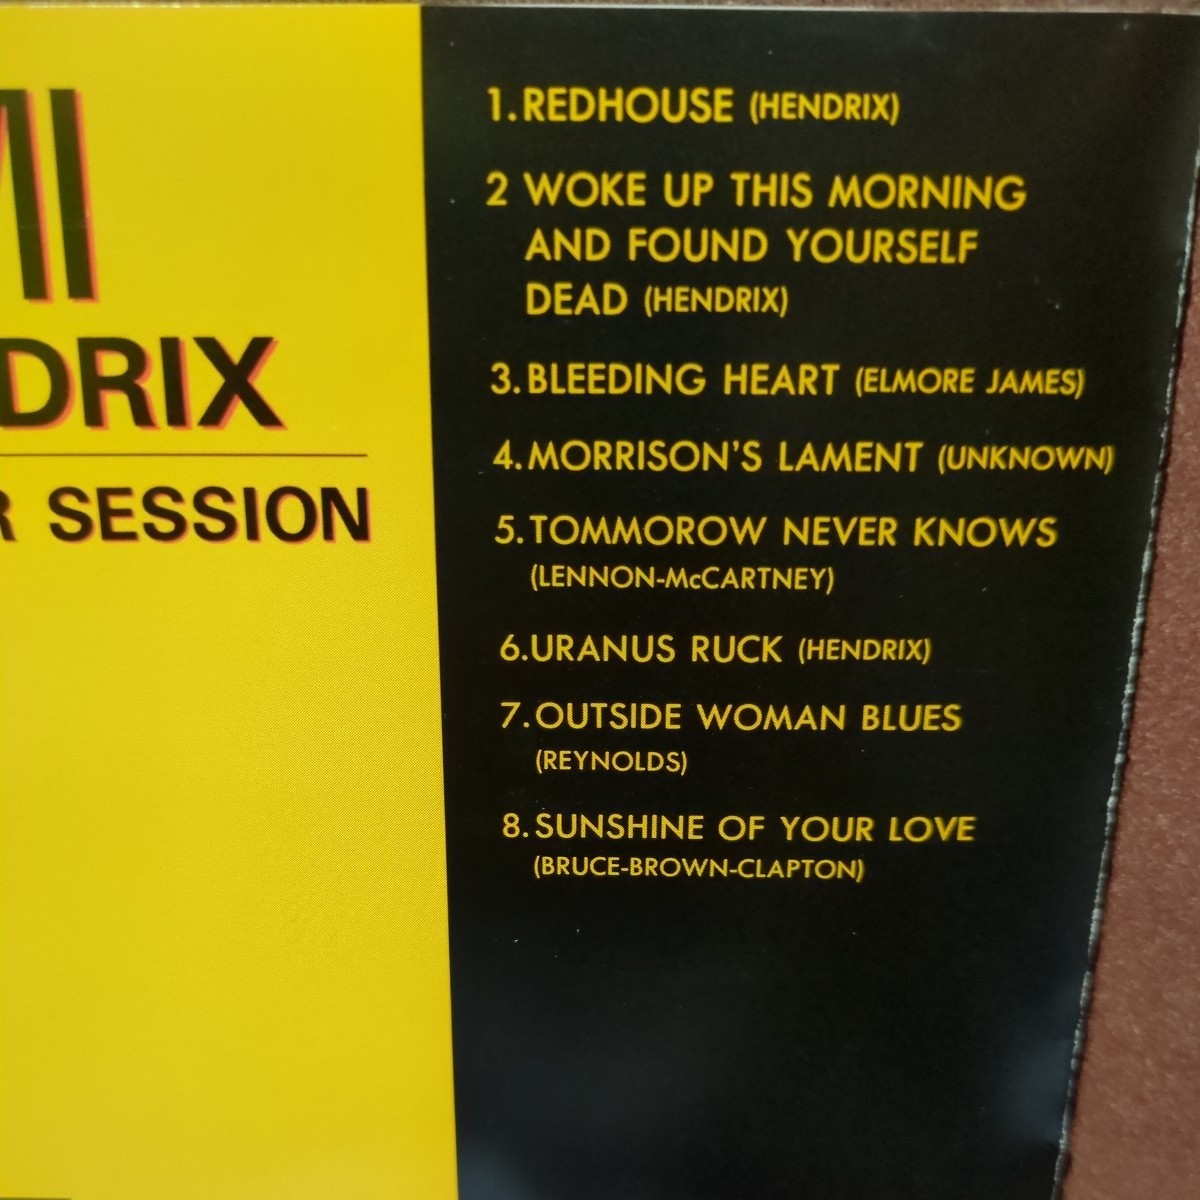 MI
DRIX
R SESSION
1. REDHOUSE (HENDRIX)
2 WOKE UP THIS MORNING
AND FOUND YOURSELF
DEAD (HENDRIX)
3. BLEEDING HEART (ELMORE JAMES)
4. MORRISON'S LAMENT (UNKNOWN)
5. TOMMOROW NEVER KNOWS
(LENNON-McCARTNEY)
6. URANUS RUCK (HENDRIX)
7. OUTSIDE WOMAN BLUES
(REYNOLDS)
8. SUNSHINE OF YOUR LOVE
(BRUCE-BROWN-CLAPTON)